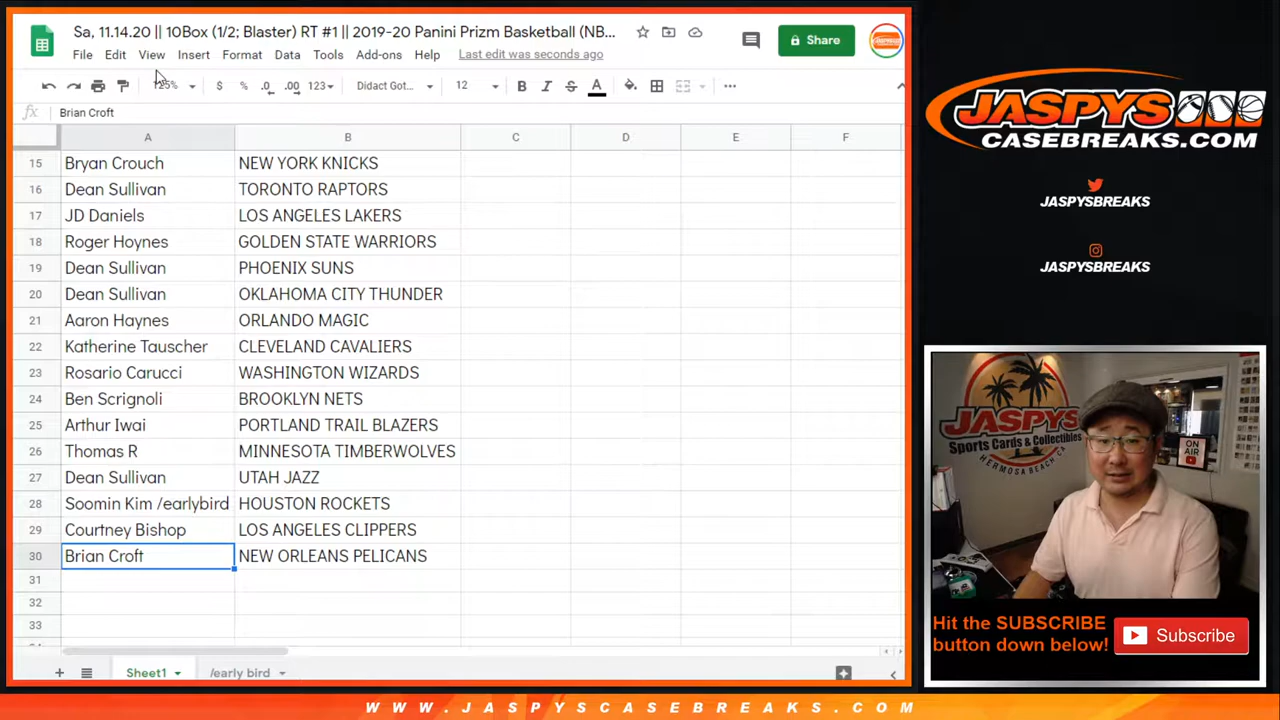 Sa, 11.14.20 || 10Box (1/2; Blaster) RT #1 || 2019-20 Panini Prizm Basketball (NB...
File Edit View Insert Format Data Tools Add-ons Help Last edit was seconds ago
Share
$ % .0 .00 123 Didact Got... 12 B I S A
fx Brian Croft
A B C D E F
15 Bryan Crouch NEW YORK KNICKS
16 Dean Sullivan TORONTO RAPTORS
17 JD Daniels LOS ANGELES LAKERS
18 Roger Hoynes GOLDEN STATE WARRIORS
19 Dean Sullivan PHOENIX SUNS
20 Dean Sullivan OKLAHOMA CITY THUNDER
21 Aaron Haynes ORLANDO MAGIC
22 Katherine Tauscher CLEVELAND CAVALIERS
23 Rosario Carucci WASHINGTON WIZARDS
24 Ben Scrignoli BROOKLYN NETS
25 Arthur Iwai PORTLAND TRAIL BLAZERS
26 Thomas R MINNESOTA TIMBERWOLVES
27 Dean Sullivan UTAH JAZZ
28 Soomin Kim /earlybird HOUSTON ROCKETS
29 Courtney Bishop LOS ANGELES CLIPPERS
30 Brian Croft NEW ORLEANS PELICANS
31
32
33
Sheet1 /early bird
JASPYS
CASEBREAKS.COM
JASPYSBREAKS
JASPYSBREAKS
JASPYS
Sports Cards & Collectibles
HERMOSA BEACH CA
ON AIR
Hit the SUBSCRIBE
button down below!
Subscribe
WWW.JASPYSCASEBREAKS.COM